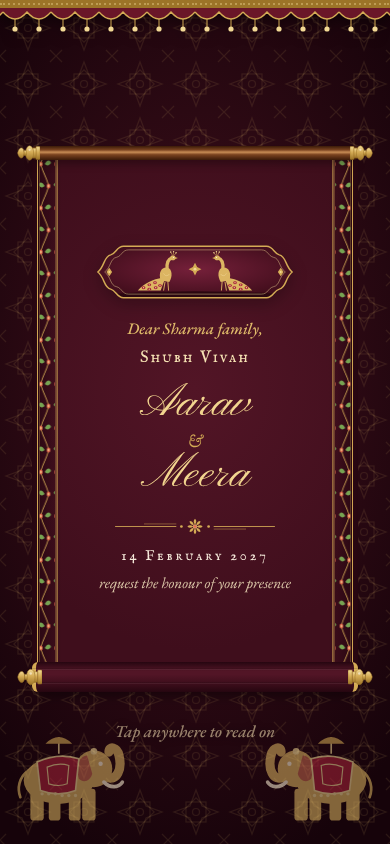 Dear Sharma family,
Shubh Vivah
Aarav
&
Meera
14 February 2027
request the honour of your presence
Tap anywhere to read on